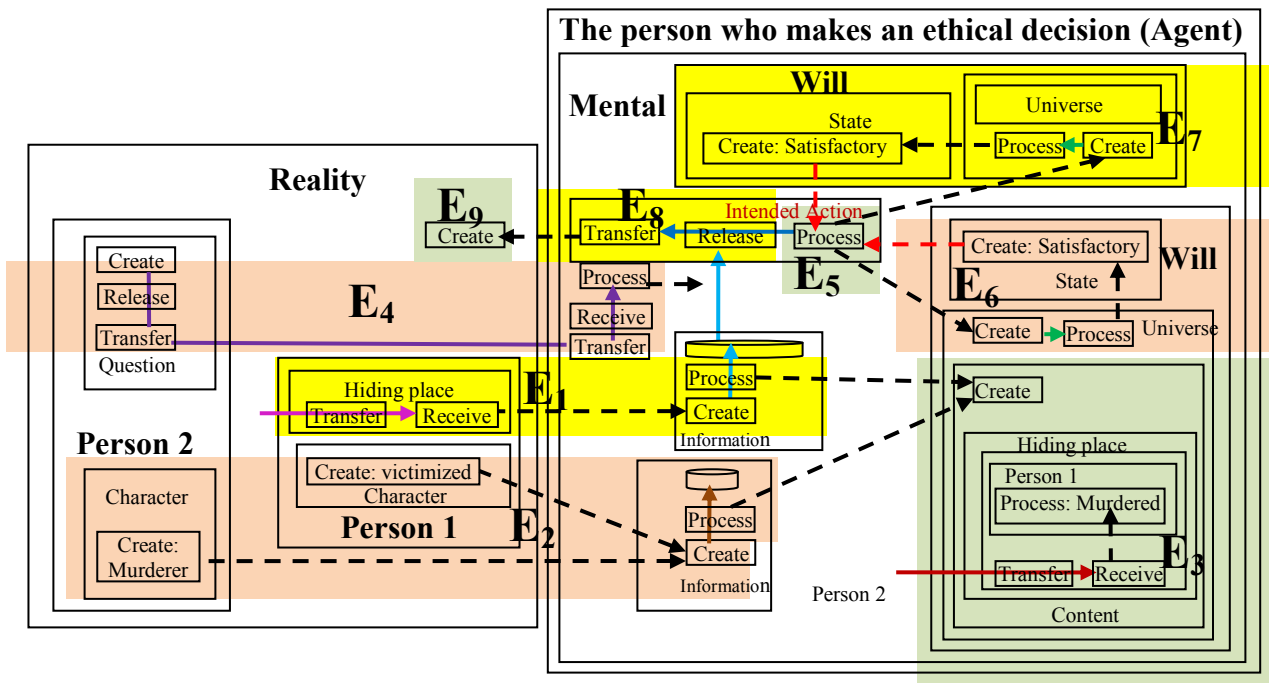 The person who makes an ethical decision (Agent)
Will
Mental
Universe
State
Create: Satisfactory
Process
Create
E7
Reality
E9
Create
E8
Intended Action
Transfer
Release
Process
E5
Create: Satisfactory
Will
State
E6
Create
Process
Universe
Create
Release
Transfer
Question
E4
Process
Receive
Transfer
Hiding place
Transfer
Receive
E1
Process
Create
Information
Create
Person 2
Character
Create:
Murderer
Create: victimized
Character
Person 1
E2
Process
Create
Information
Hiding place
Person 1
Process: Murdered
E3
Transfer
Receive
Person 2
Content